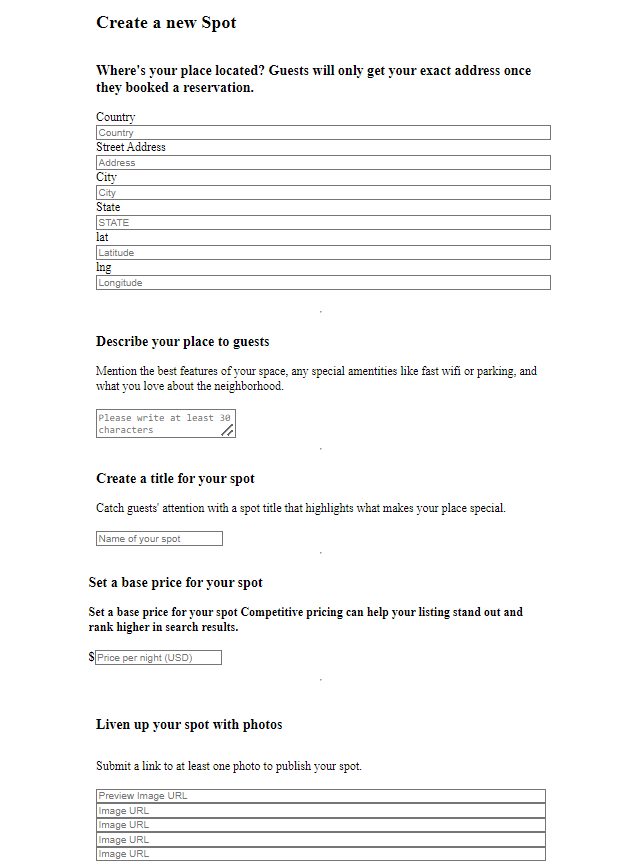 Create a new Spot
Where's your place located? Guests will only get your exact address once
they booked a reservation.
Country
Country
Street Address
Address
City
City
State
STATE
lat
Latitude
lng
Longitude
Describe your place to guests
Mention the best features of your space, any special amentities like fast wifi or parking, and
what you love about the neighborhood.
Please write at least 30
characters
Create a title for your spot
Catch guests' attention with a spot title that highlights what makes your place special.
Name of your spot
Set a base price for your spot
Set a base price for your spot Competitive pricing can help your listing stand out and
rank higher in search results.
$ Price per night (USD)
Liven up your spot with photos
Submit a link to at least one photo to publish your spot.
Preview Image URL
Image URL
Image URL
Image URL
Image URL